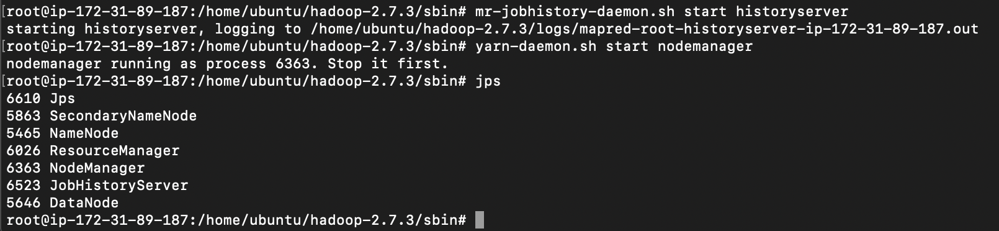 [root@ip-172-31-89-187:/home/ubuntu/hadoop-2.7.3/sbin# mr-jobhistory-daemon.sh start historyserver
starting historyserver, logging to /home/ubuntu/hadoop-2.7.3/logs/mapred-root-historyserver-ip-172-31-89-187.out
[root@ip-172-31-89-187:/home/ubuntu/hadoop-2.7.3/sbin# yarn-daemon.sh start nodemanager
nodemanager running as process 6363. Stop it first.
[root@ip-172-31-89-187:/home/ubuntu/hadoop-2.7.3/sbin# jps
6610 Jps
5863 SecondaryNameNode
5465 NameNode
6026 ResourceManager
6363 NodeManager
6523 JobHistoryServer
5646 DataNode
root@ip-172-31-89-187:/home/ubuntu/hadoop-2.7.3/sbin#